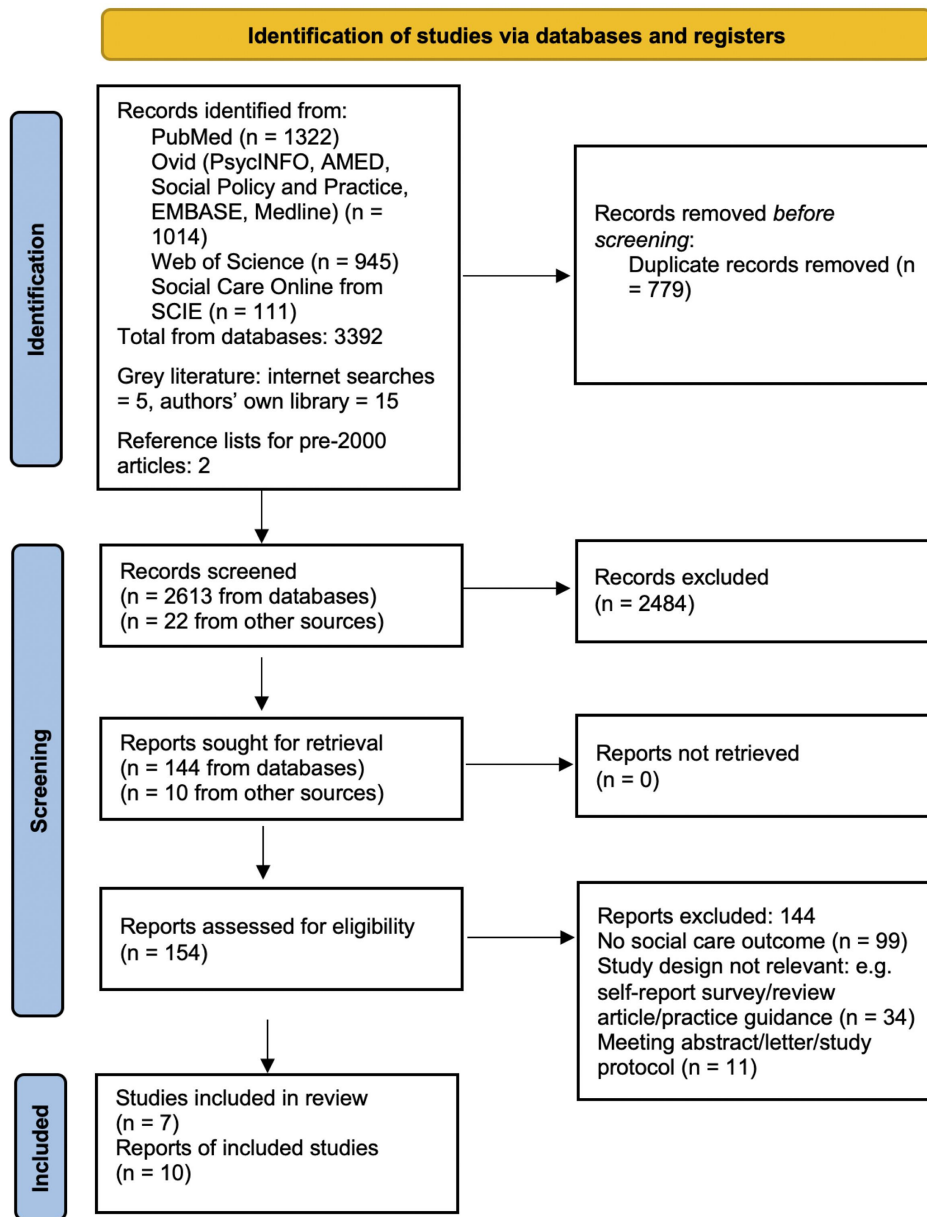 Identification of studies via databases and registers
Identification
Records identified from:
PubMed (n = 1322)
Ovid (PsycINFO, AMED,
Social Policy and Practice,
EMBASE, Medline) (n =
1014)
Web of Science (n = 945)
Social Care Online from
SCIE (n = 111)
Total from databases: 3392
Grey literature: internet searches
= 5, authors’ own library = 15
Reference lists for pre-2000
articles: 2
Records removed before
screening:
Duplicate records removed (n
= 779)
Screening
Records screened
(n = 2613 from databases)
(n = 22 from other sources)
Records excluded
(n = 2484)
Reports sought for retrieval
(n = 144 from databases)
(n = 10 from other sources)
Reports not retrieved
(n = 0)
Reports assessed for eligibility
(n = 154)
Reports excluded: 144
No social care outcome (n = 99)
Study design not relevant: e.g.
self-report survey/review
article/practice guidance (n = 34)
Meeting abstract/letter/study
protocol (n = 11)
Included
Studies included in review
(n = 7)
Reports of included studies
(n = 10)